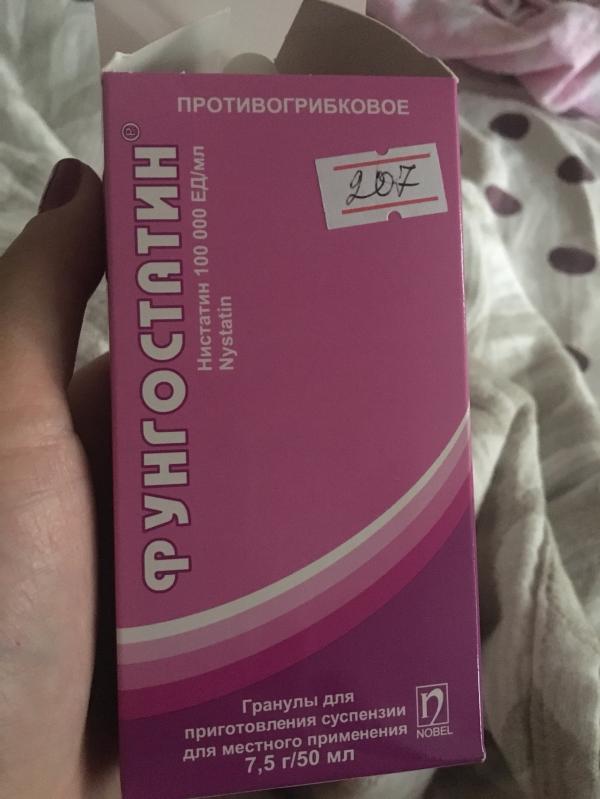 ПРОТИВОГРИБКОВОЕ
207
ФУНГОСТАТИН®
Нистатин 100 000 ЕД/мл
Nystatin
Гранулы для
приготовления суспензии
для местного применения
7,5 г/50 мл
NOBEL